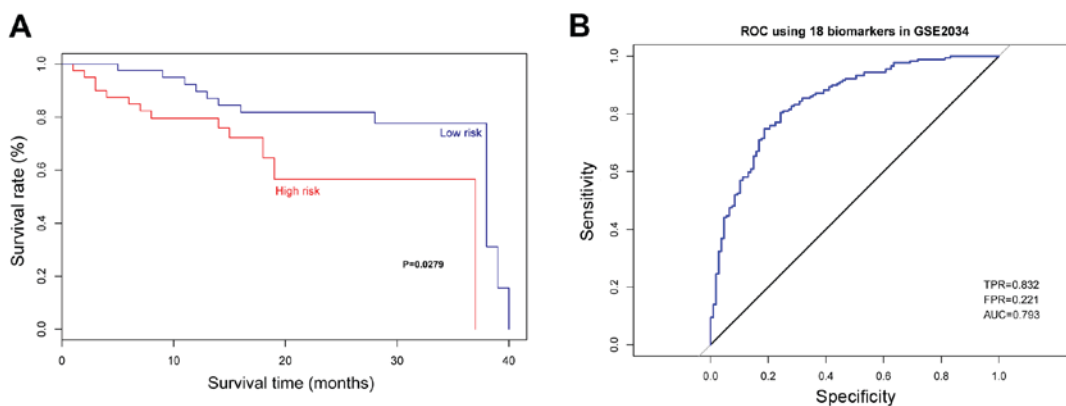 A
Survival rate (%)
1.0
0.8
0.6
0.4
0.2
0.0
Low risk
High risk
P=0.0279
0
10
20
30
40
Survival time (months)
B
ROC using 18 biomarkers in GSE2034
Sensitivity
1.0
0.8
0.6
0.4
0.2
0.0
TPR=0.832
FPR=0.221
AUC=0.793
0.0
0.2
0.4
0.6
0.8
1.0
Specificity